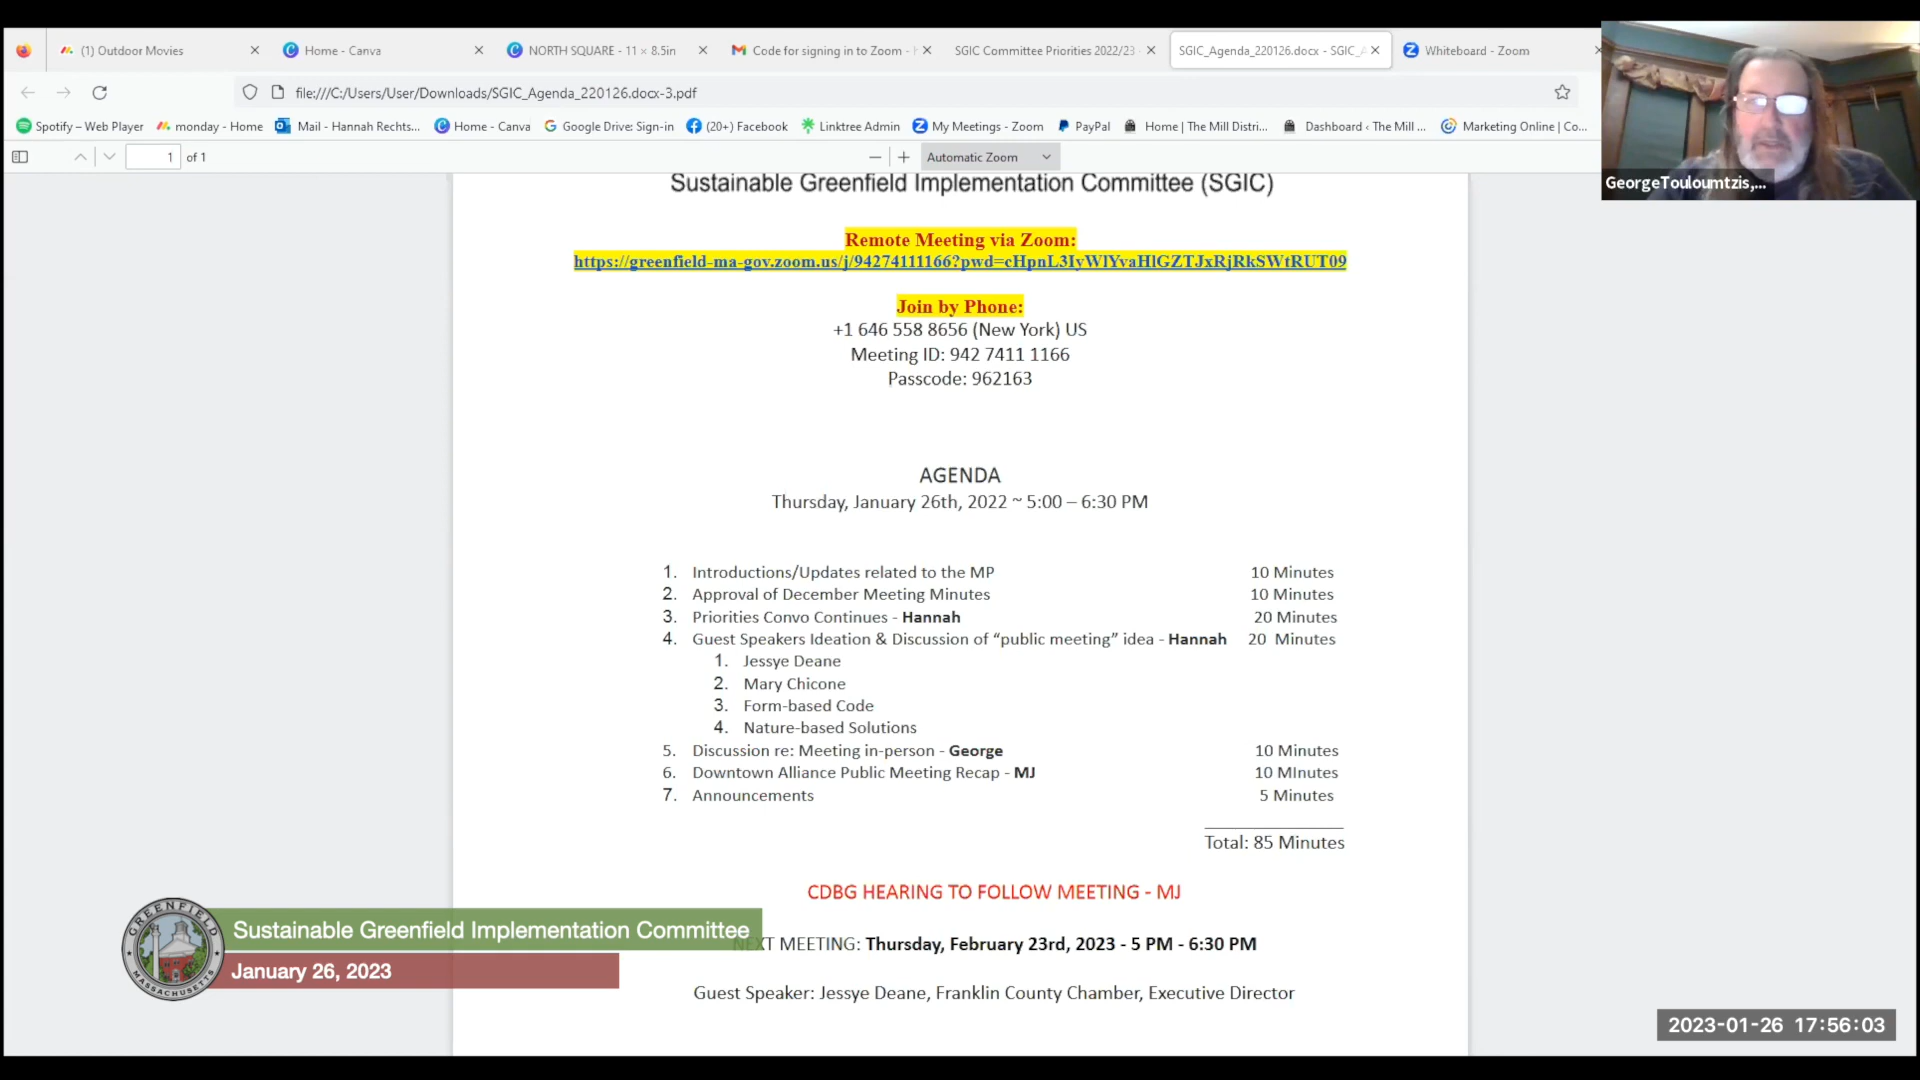 (1) Outdoor Movies
Home - Canva
NORTH SQUARE - 11 × 8.5in
Code for signing in to Zoom -
SGIC Committee Priorities 2022/23
SGIC_Agenda_220126.docx - SGIC_A
Whiteboard - Zoom
file:///C:/Users/User/Downloads/SGIC_Agenda_220126.docx-3.pdf
Spotify – Web Player
monday - Home
Mail - Hannah Rechts...
Home - Canva
Google Drive: Sign-in
(20+) Facebook
Linktree Admin
My Meetings - Zoom
PayPal
Home | The Mill Distri...
Dashboard ‹ The Mill ...
Marketing Online | Co...
1 of 1
Automatic Zoom
GeorgeTouloumtzis,...
Sustainable Greenfield Implementation Committee (SGIC)
Remote Meeting via Zoom:
https://greenfield-ma-gov.zoom.us/j/94274111166?pwd=cHpnL3IyWlYvaHlGZTJxRjRkSWtRUT09
Join by Phone:
+1 646 558 8656 (New York) US
Meeting ID: 942 7411 1166
Passcode: 962163
AGENDA
Thursday, January 26th, 2022 ~ 5:00 – 6:30 PM
1. Introductions/Updates related to the MP 10 Minutes
2. Approval of December Meeting Minutes 10 Minutes
3. Priorities Convo Continues - Hannah 20 Minutes
4. Guest Speakers Ideation & Discussion of “public meeting” idea - Hannah 20 Minutes
1. Jessye Deane
2. Mary Chicone
3. Form-based Code
4. Nature-based Solutions
5. Discussion re: Meeting in-person - George 10 Minutes
6. Downtown Alliance Public Meeting Recap - MJ 10 MInutes
7. Announcements 5 Minutes
Total: 85 Minutes
CDBG HEARING TO FOLLOW MEETING - MJ
NEXT MEETING: Thursday, February 23rd, 2023 - 5 PM - 6:30 PM
Guest Speaker: Jessye Deane, Franklin County Chamber, Executive Director
GREENFIELD
MASSACHUSETTS
Sustainable Greenfield Implementation Committee
January 26, 2023
2023-01-26 17:56:03